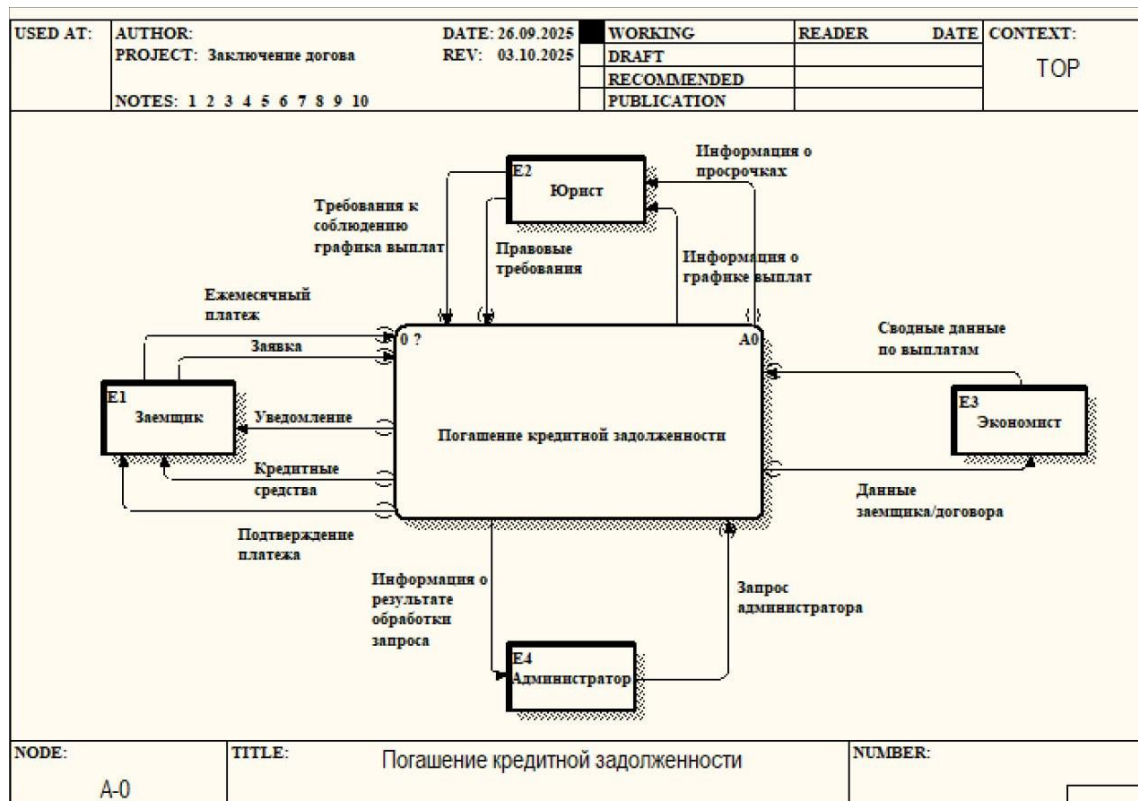 USED AT:
AUTHOR:
DATE: 26.09.2025
WORKING
READER
DATE
CONTEXT:
PROJECT: Заключение догова
REV: 03.10.2025
DRAFT
TOP
RECOMMENDED
NOTES: 1 2 3 4 5 6 7 8 9 10
PUBLICATION
E2
Юрист
Информация о
просрочках
Требования к
соблюдению
графика выплат
Правовые
требования
Информация о
графике выплат
Ежемесячный
платеж
Заявка
0 ?
A0
Сводные данные
по выплатам
E1
Заемщик
Уведомление
Погашение кредитной задолженности
E3
Экономист
Кредитные
средства
Данные
заемщика/договора
Подтверждение
платежа
Информация о
результате
обработки
запроса
Запрос
администратора
E4
Администратор
NODE:
A-0
TITLE:
Погашение кредитной задолженности
NUMBER: